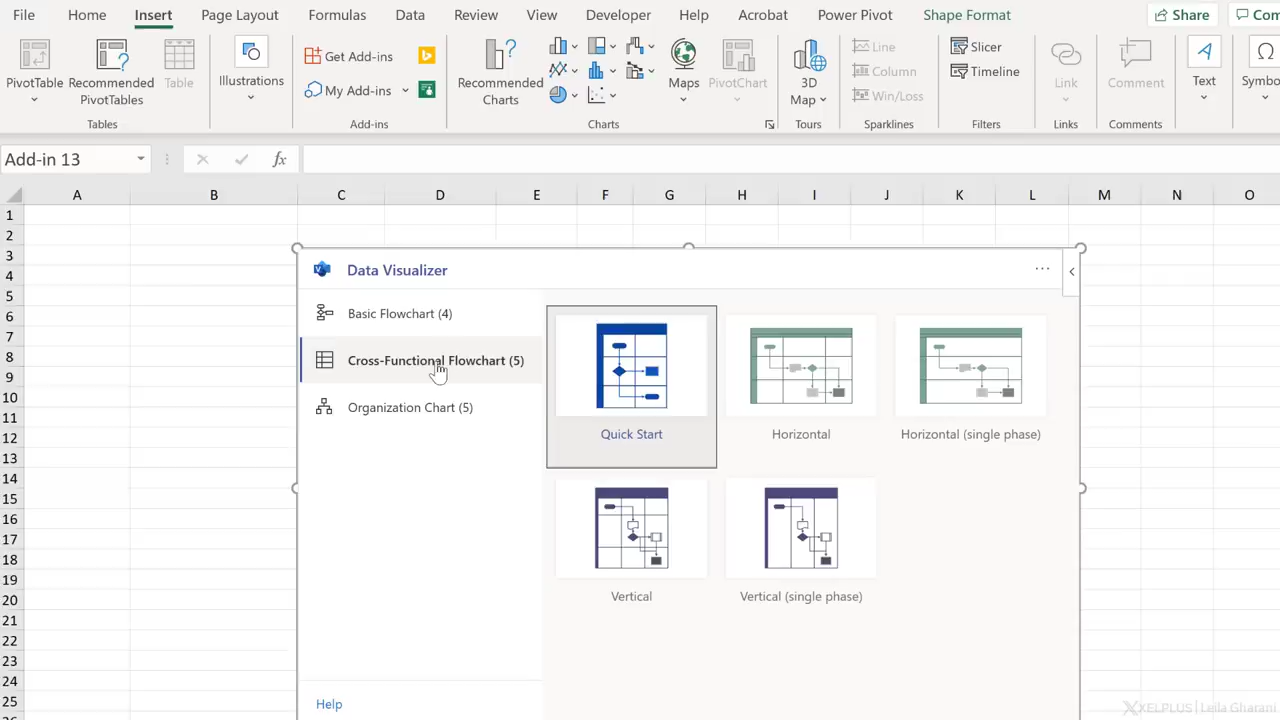 File Home Insert Page Layout Formulas Data Review View Developer Help Acrobat Power Pivot Shape Format Share Com
PivotTable
Recommended
PivotTables
Table
Tables
Illustrations
Get Add-ins
My Add-ins
Add-ins
Recommended
Charts
Maps
PivotChart
Charts
3D
Map
Tours
Line
Column
Win/Loss
Sparklines
Slicer
Timeline
Filters
Link
Links
Comment
Comments
Text
Symbo
Add-in 13
fx
A B C D E F G H I J K L M N O
1
2
3
4
5
6
7
8
9
10
11
12
13
14
15
16
17
18
19
20
21
22
23
24
25
Data Visualizer
Basic Flowchart (4)
Cross-Functional Flowchart (5)
Organization Chart (5)
Quick Start
Horizontal
Horizontal (single phase)
Vertical
Vertical (single phase)
Help
XELPLUS | Leila Gharani